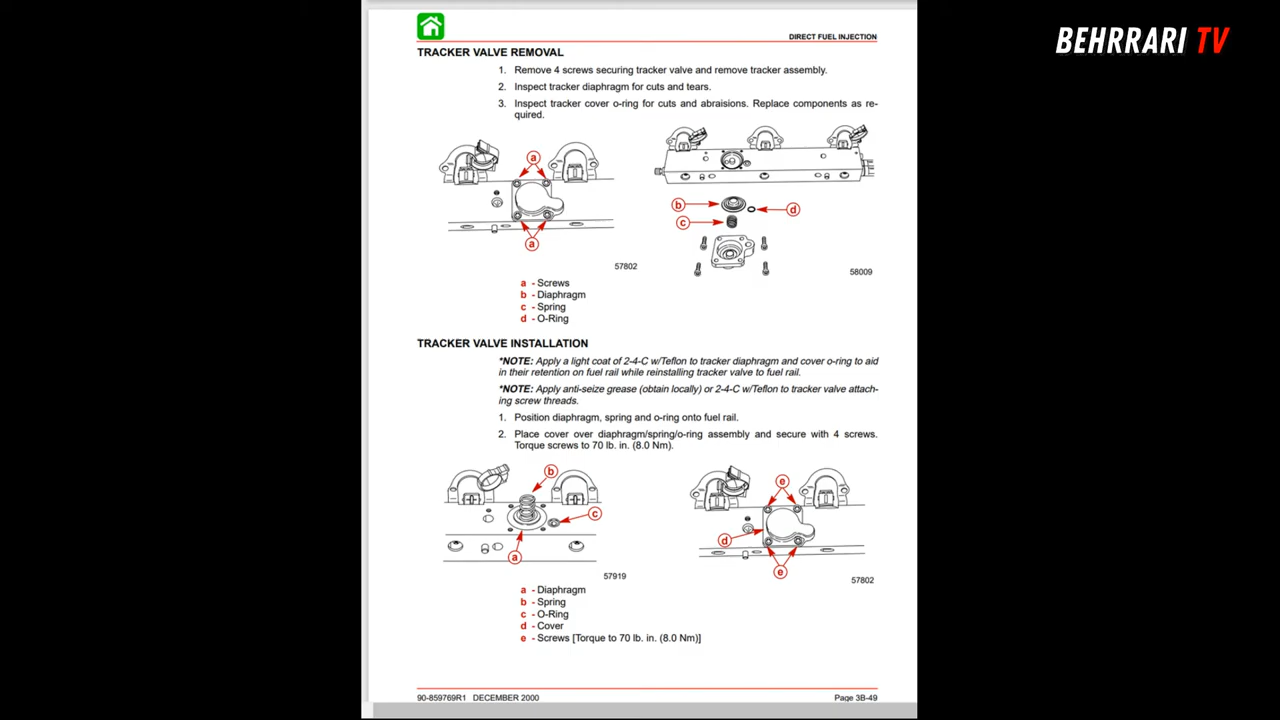 BEHRRARI TV
DIRECT FUEL INJECTION
TRACKER VALVE REMOVAL
1. Remove 4 screws securing tracker valve and remove tracker assembly.
2. Inspect tracker diaphragm for cuts and tears.
3. Inspect tracker cover o-ring for cuts and abraisions. Replace components as re-
quired.
a
a
57802
b
c
d
58009
a - Screws
b - Diaphragm
c - Spring
d - O-Ring
TRACKER VALVE INSTALLATION
*NOTE: Apply a light coat of 2-4-C w/Teflon to tracker diaphragm and cover o-ring to aid
in their retention on fuel rail while reinstalling tracker valve to fuel rail.
*NOTE: Apply anti-seize grease (obtain locally) or 2-4-C w/Teflon to tracker valve attach-
ing screw threads.
1. Position diaphragm, spring and o-ring onto fuel rail.
2. Place cover over diaphragm/spring/o-ring assembly and secure with 4 screws.
Torque screws to 70 lb. in. (8.0 Nm).
b
c
a
57919
e
d
e
57802
a - Diaphragm
b - Spring
c - O-Ring
d - Cover
e - Screws [Torque to 70 lb. in. (8.0 Nm)]
90-859769R1 DECEMBER 2000
Page 3B-49